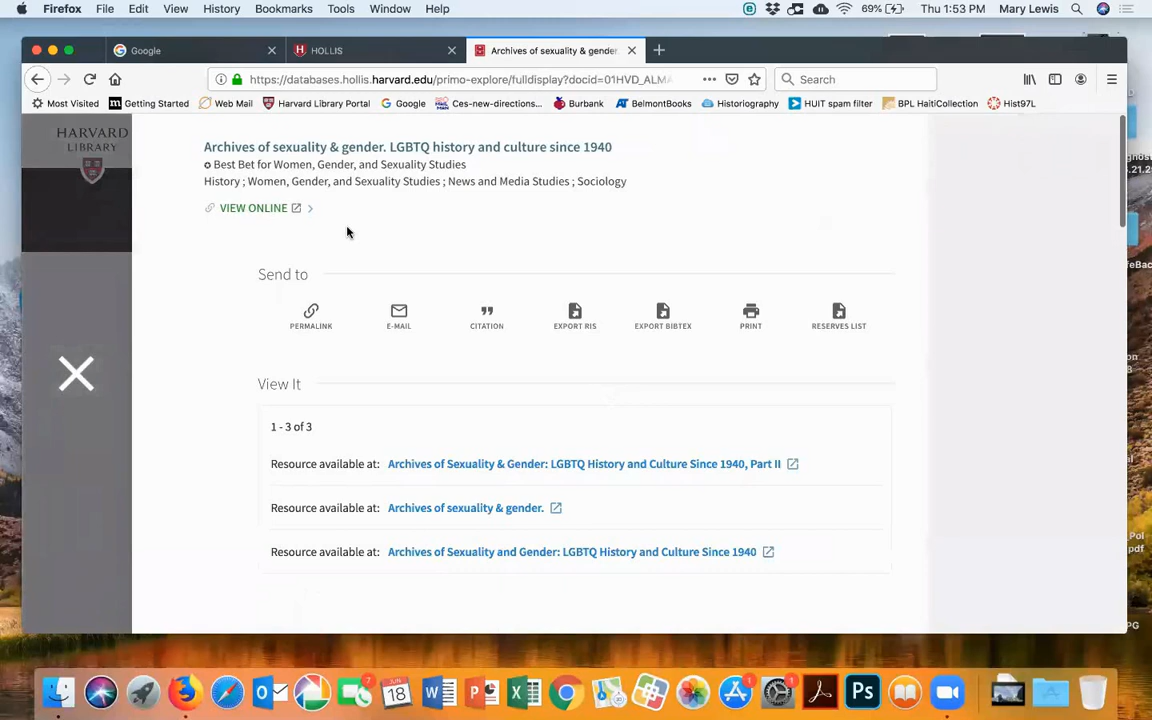 Firefox File Edit View History Bookmarks Tools Window Help 69% Thu 1:53 PM Mary Lewis
Google HOLLIS Archives of sexuality & gender.
https://databases.hollis.harvard.edu/primo-explore/fulldisplay?docid=01HVD_ALMA Search
Most Visited Getting Started Web Mail Harvard Library Portal Google Ces-new-directions... Burbank BelmontBooks Historiography HUIT spam filter BPL HaitiCollection Hist97L
HARVARD
LIBRARY
Archives of sexuality & gender. LGBTQ history and culture since 1940
Best Bet for Women, Gender, and Sexuality Studies
History ; Women, Gender, and Sexuality Studies ; News and Media Studies ; Sociology
VIEW ONLINE
Send to
PERMALINK E-MAIL CITATION EXPORT RIS EXPORT BIBTEX PRINT RESERVES LIST
View It
1 - 3 of 3
Resource available at: Archives of Sexuality & Gender: LGBTQ History and Culture Since 1940, Part II
Resource available at: Archives of sexuality & gender.
Resource available at: Archives of Sexuality and Gender: LGBTQ History and Culture Since 1940
7 JUN 18 1 1 Ps